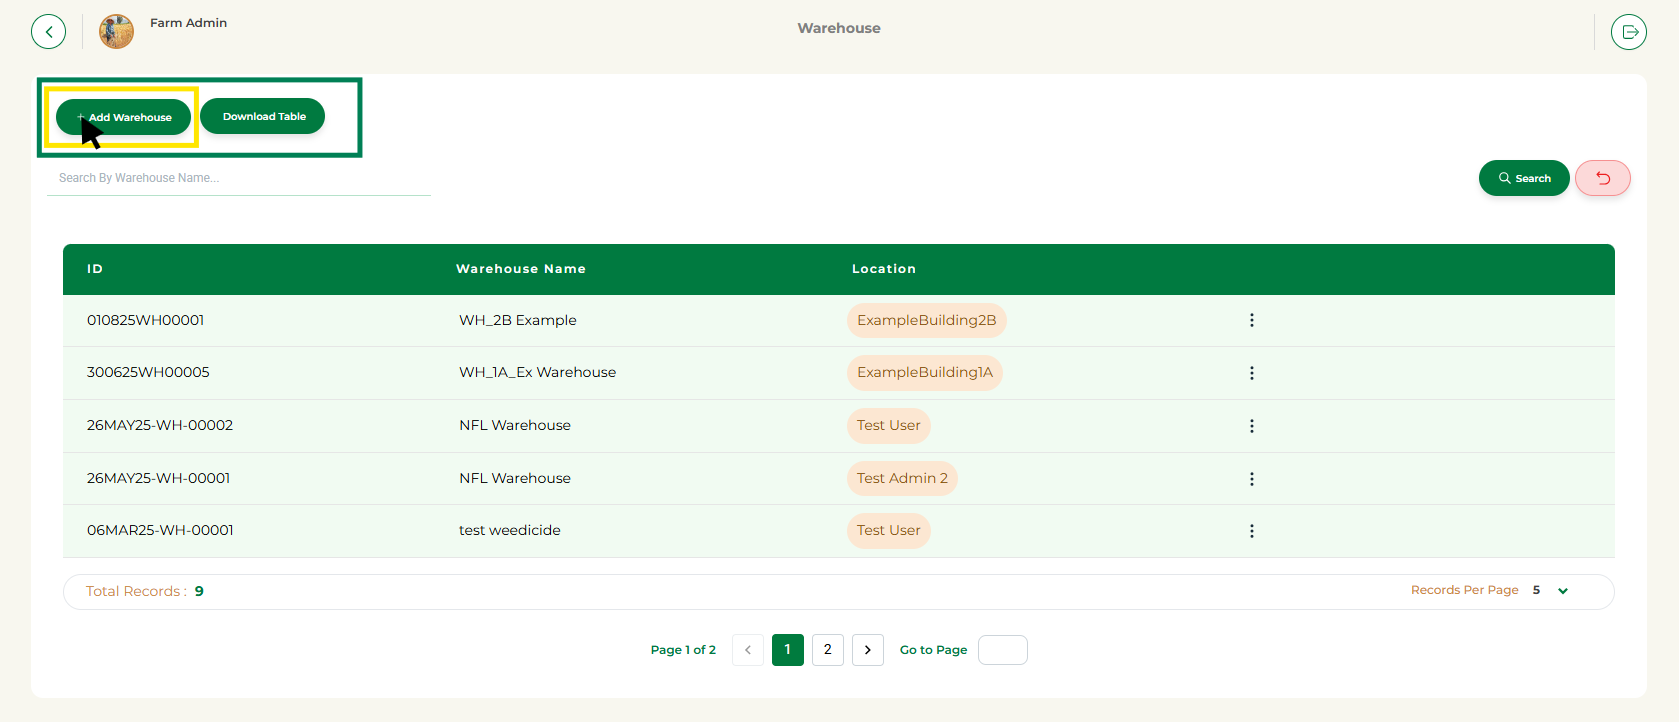 Farm Admin
Warehouse
+ Add Warehouse
Download Table
Search By Warehouse Name...
Search
ID Warehouse Name Location
010825WH00001 WH_2B Example ExampleBuilding2B
300625WH00005 WH_1A_Ex Warehouse ExampleBuilding1A
26MAY25-WH-00002 NFL Warehouse Test User
26MAY25-WH-00001 NFL Warehouse Test Admin 2
06MAR25-WH-00001 test weedicide Test User
Total Records : 9 Records Per Page 5
Page 1 of 2 < 1 2 > Go to Page